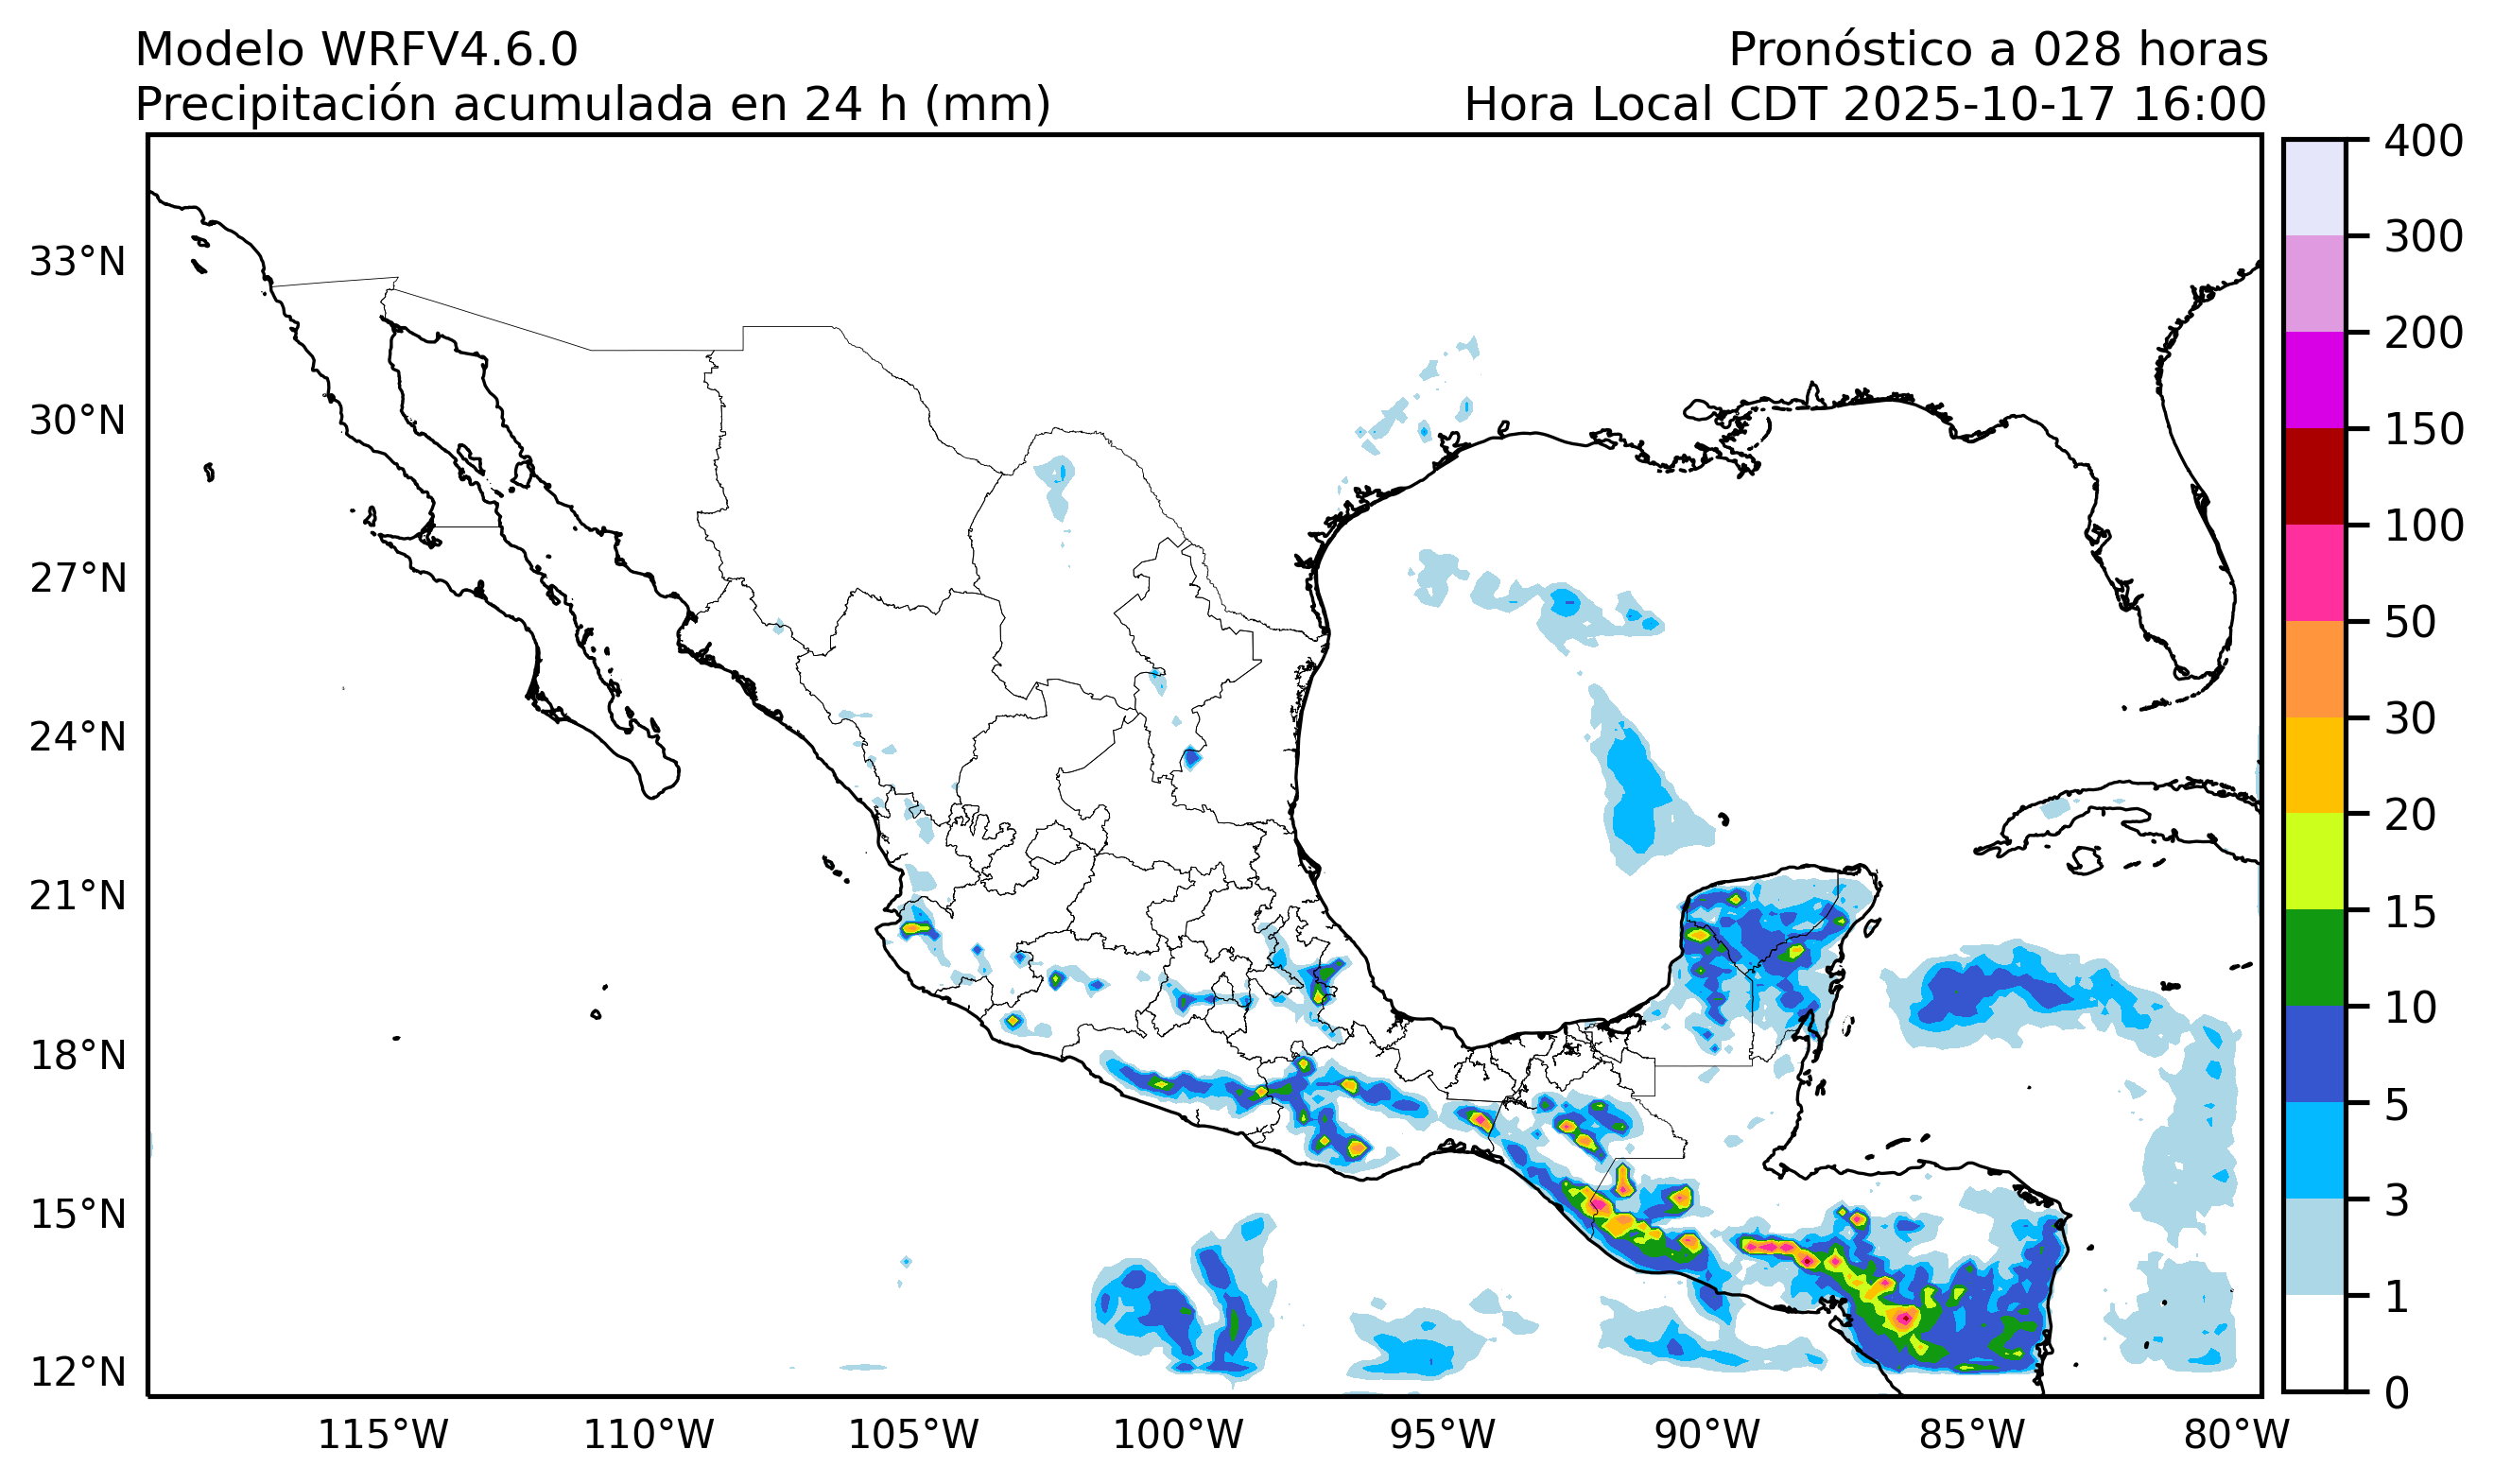 Modelo WRFV4.6.0
Pronóstico a 028 horas
Precipitación acumulada en 24 h (mm)
Hora Local CDT 2025-10-17 16:00
400
300
200
150
100
50
30
20
15
10
5
3
1
0
33°N
30°N
27°N
24°N
21°N
18°N
15°N
12°N
115°W
110°W
105°W
100°W
95°W
90°W
85°W
80°W